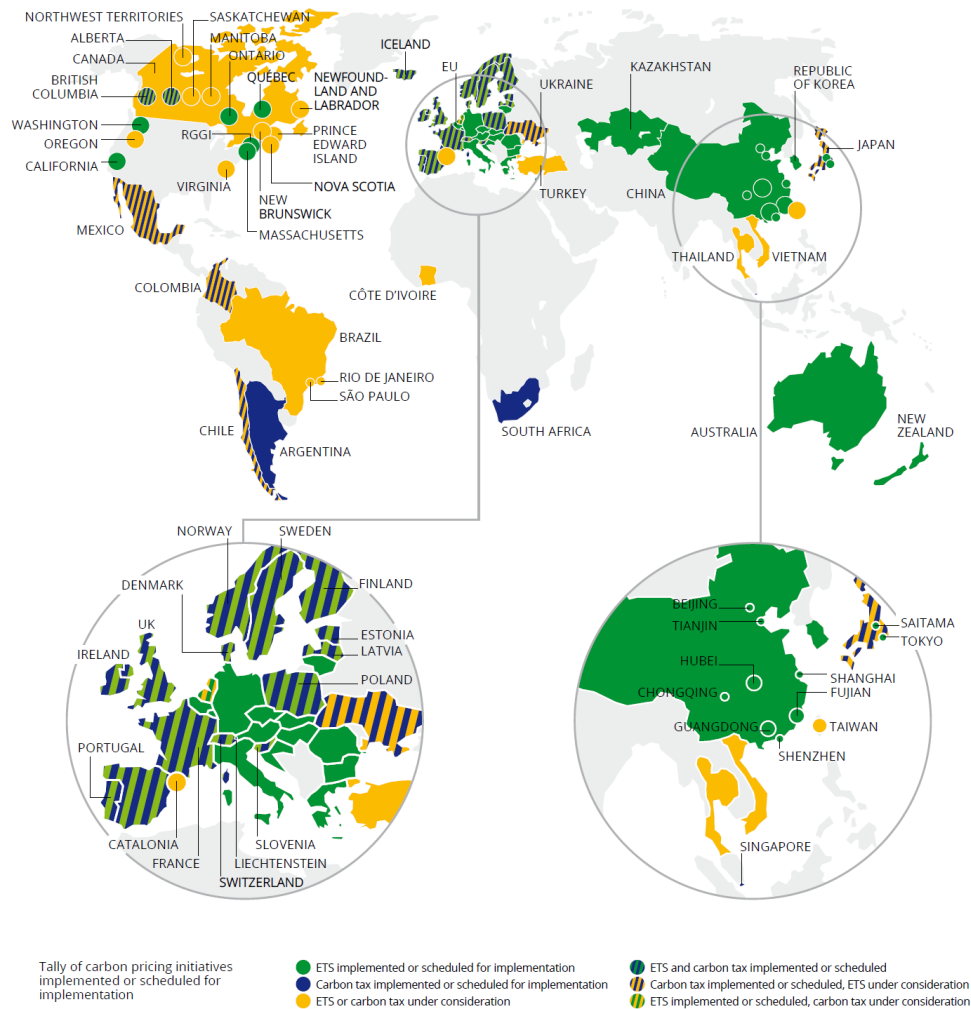 NORTHWEST TERRITORIES
SASKATCHEWAN
ALBERTA
MANITOBA
CANADA
ONTARIO
BRITISH
COLUMBIA
QUÉBEC
NEWFOUND-
LAND AND
LABRADOR
WASHINGTON
OREGON
RGGI
PRINCE
EDWARD
ISLAND
CALIFORNIA
VIRGINIA
NOVA SCOTIA
NEW
BRUNSWICK
MEXICO
MASSACHUSETTS
ICELAND
EU
UKRAINE
KAZAKHSTAN
REPUBLIC
OF KOREA
JAPAN
TURKEY
CHINA
THAILAND
VIETNAM
COLOMBIA
CÔTE D'IVOIRE
BRAZIL
RIO DE JANEIRO
SÃO PAULO
CHILE
ARGENTINA
SOUTH AFRICA
AUSTRALIA
NEW
ZEALAND
NORWAY
SWEDEN
DENMARK
FINLAND
UK
ESTONIA
IRELAND
LATVIA
POLAND
PORTUGAL
CATALONIA
SLOVENIA
FRANCE
LIECHTENSTEIN
SWITZERLAND
BEIJING
TIANJIN
SAITAMA
TOKYO
HUBEI
SHANGHAI
CHONGQING
FUJIAN
GUANGDONG
TAIWAN
SHENZHEN
SINGAPORE
Tally of carbon pricing initiatives
implemented or scheduled for
implementation
ETS implemented or scheduled for implementation
Carbon tax implemented or scheduled for implementation
ETS or carbon tax under consideration
ETS and carbon tax implemented or scheduled
Carbon tax implemented or scheduled, ETS under consideration
ETS implemented or scheduled, carbon tax under consideration